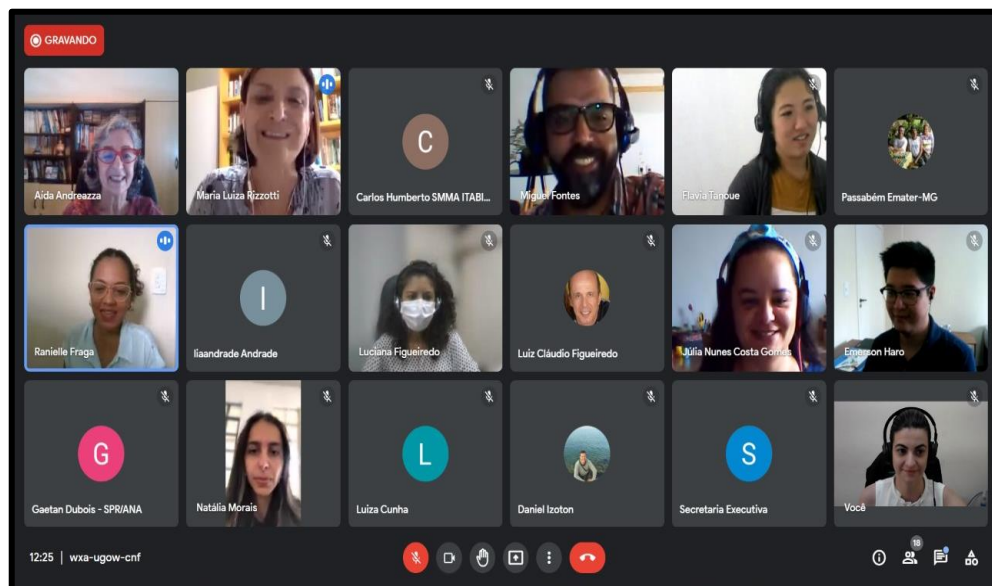 GRAVANDO
Aída Andreazza
Maria Luiza Rizzotti
C
Carlos Humberto SMMA ITABI...
Miguel Fontes
Flavia Tanoue
Passabém Emater-MG
Ranielle Fraga
I
liaandrade Andrade
Luciana Figueiredo
Luiz Cláudio Figueiredo
Júlia Nunes Costa Gomes
Emerson Haro
G
Gaetan Dubois - SPR/ANA
Natália Morais
L
Luiza Cunha
Daniel Izoton
S
Secretaria Executiva
Você
12:25 | wxa-ugow-cnf
18